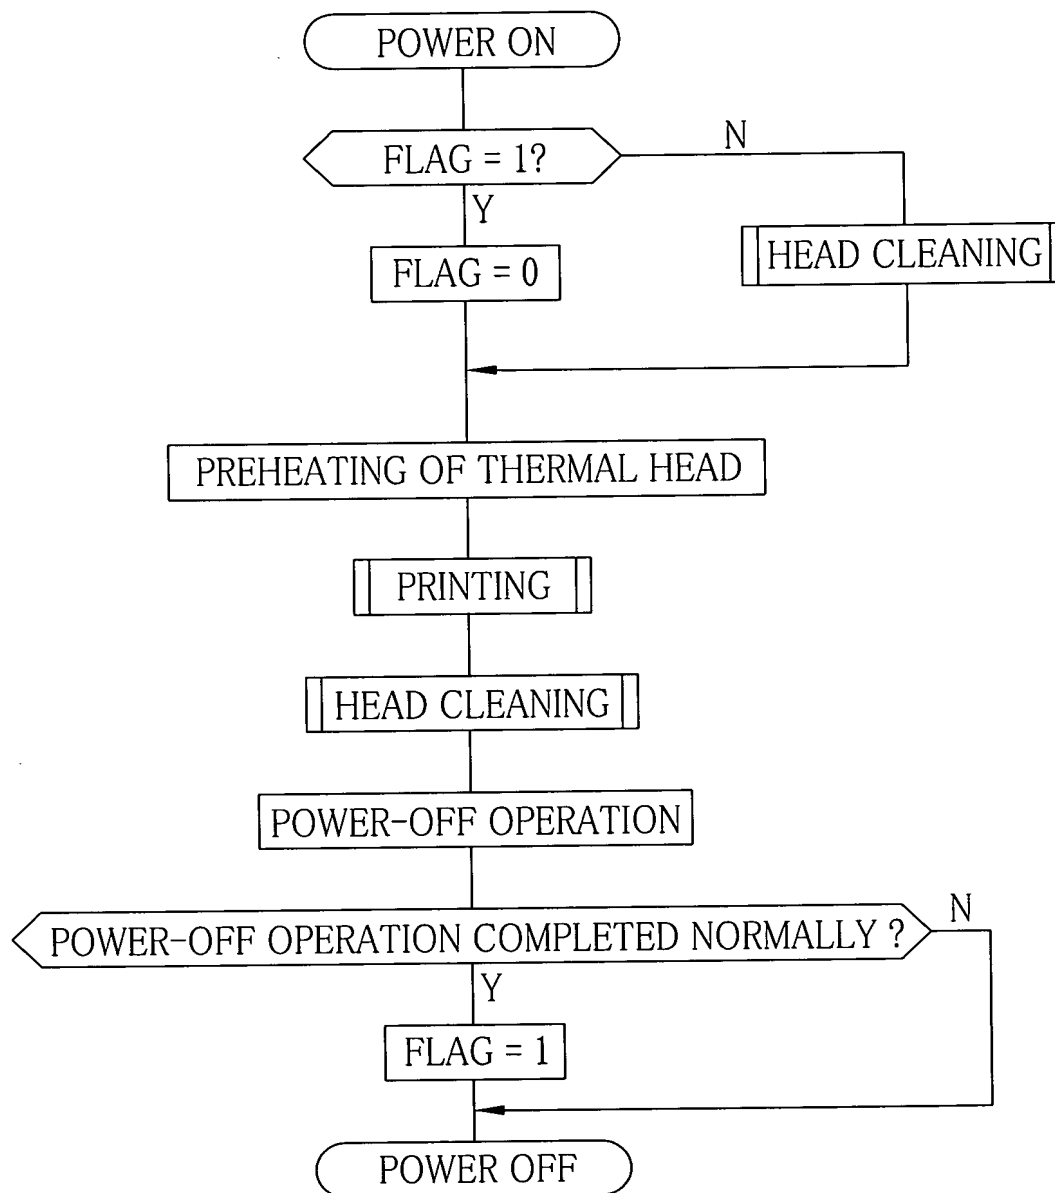 POWER ON
FLAG = 1?
N
Y
FLAG = 0
HEAD CLEANING
PREHEATING OF THERMAL HEAD
PRINTING
HEAD CLEANING
POWER-OFF OPERATION
POWER-OFF OPERATION COMPLETED NORMALLY ?
N
Y
FLAG = 1
POWER OFF